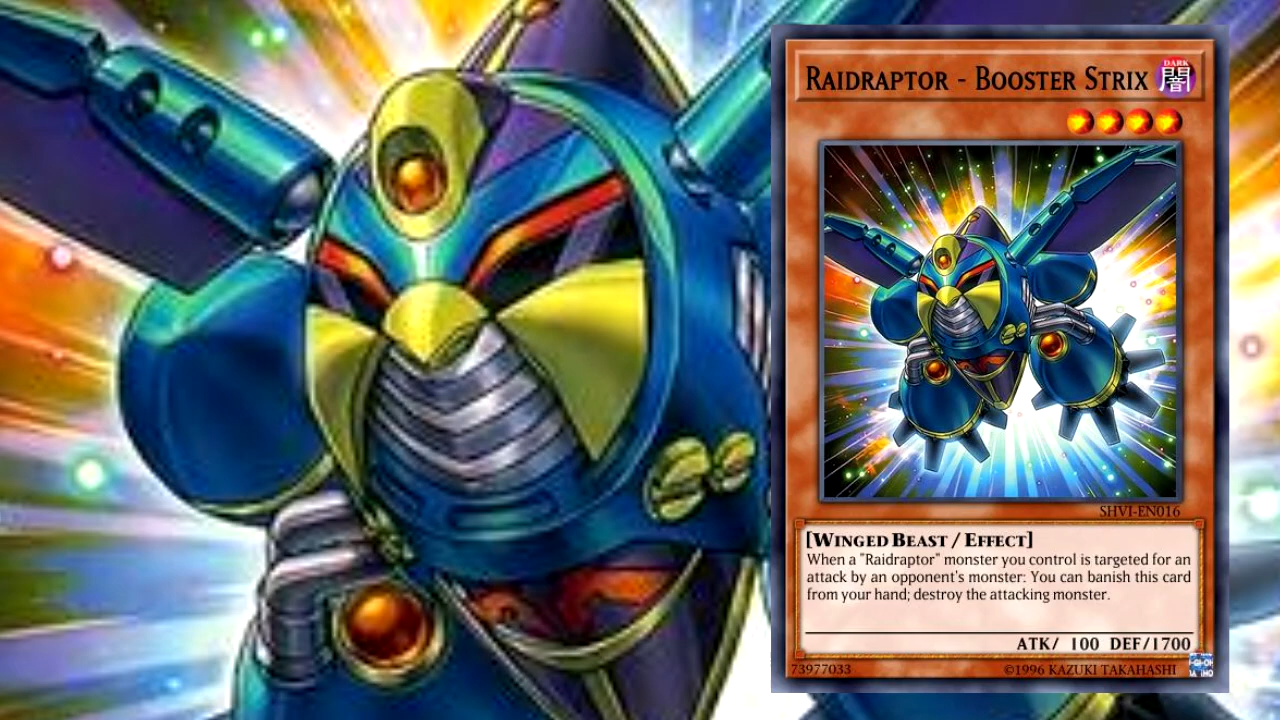 RAIDRAPTOR - BOOSTER STRIX
DARK
闇
SHVI-EN016
[WINGED BEAST / EFFECT]
When a "Raidraptor" monster you control is targeted for an
attack by an opponent's monster: You can banish this card
from your hand; destroy the attacking monster.
ATK/ 100 DEF/1700
73977033 ©1996 KAZUKI TAKAHASHI